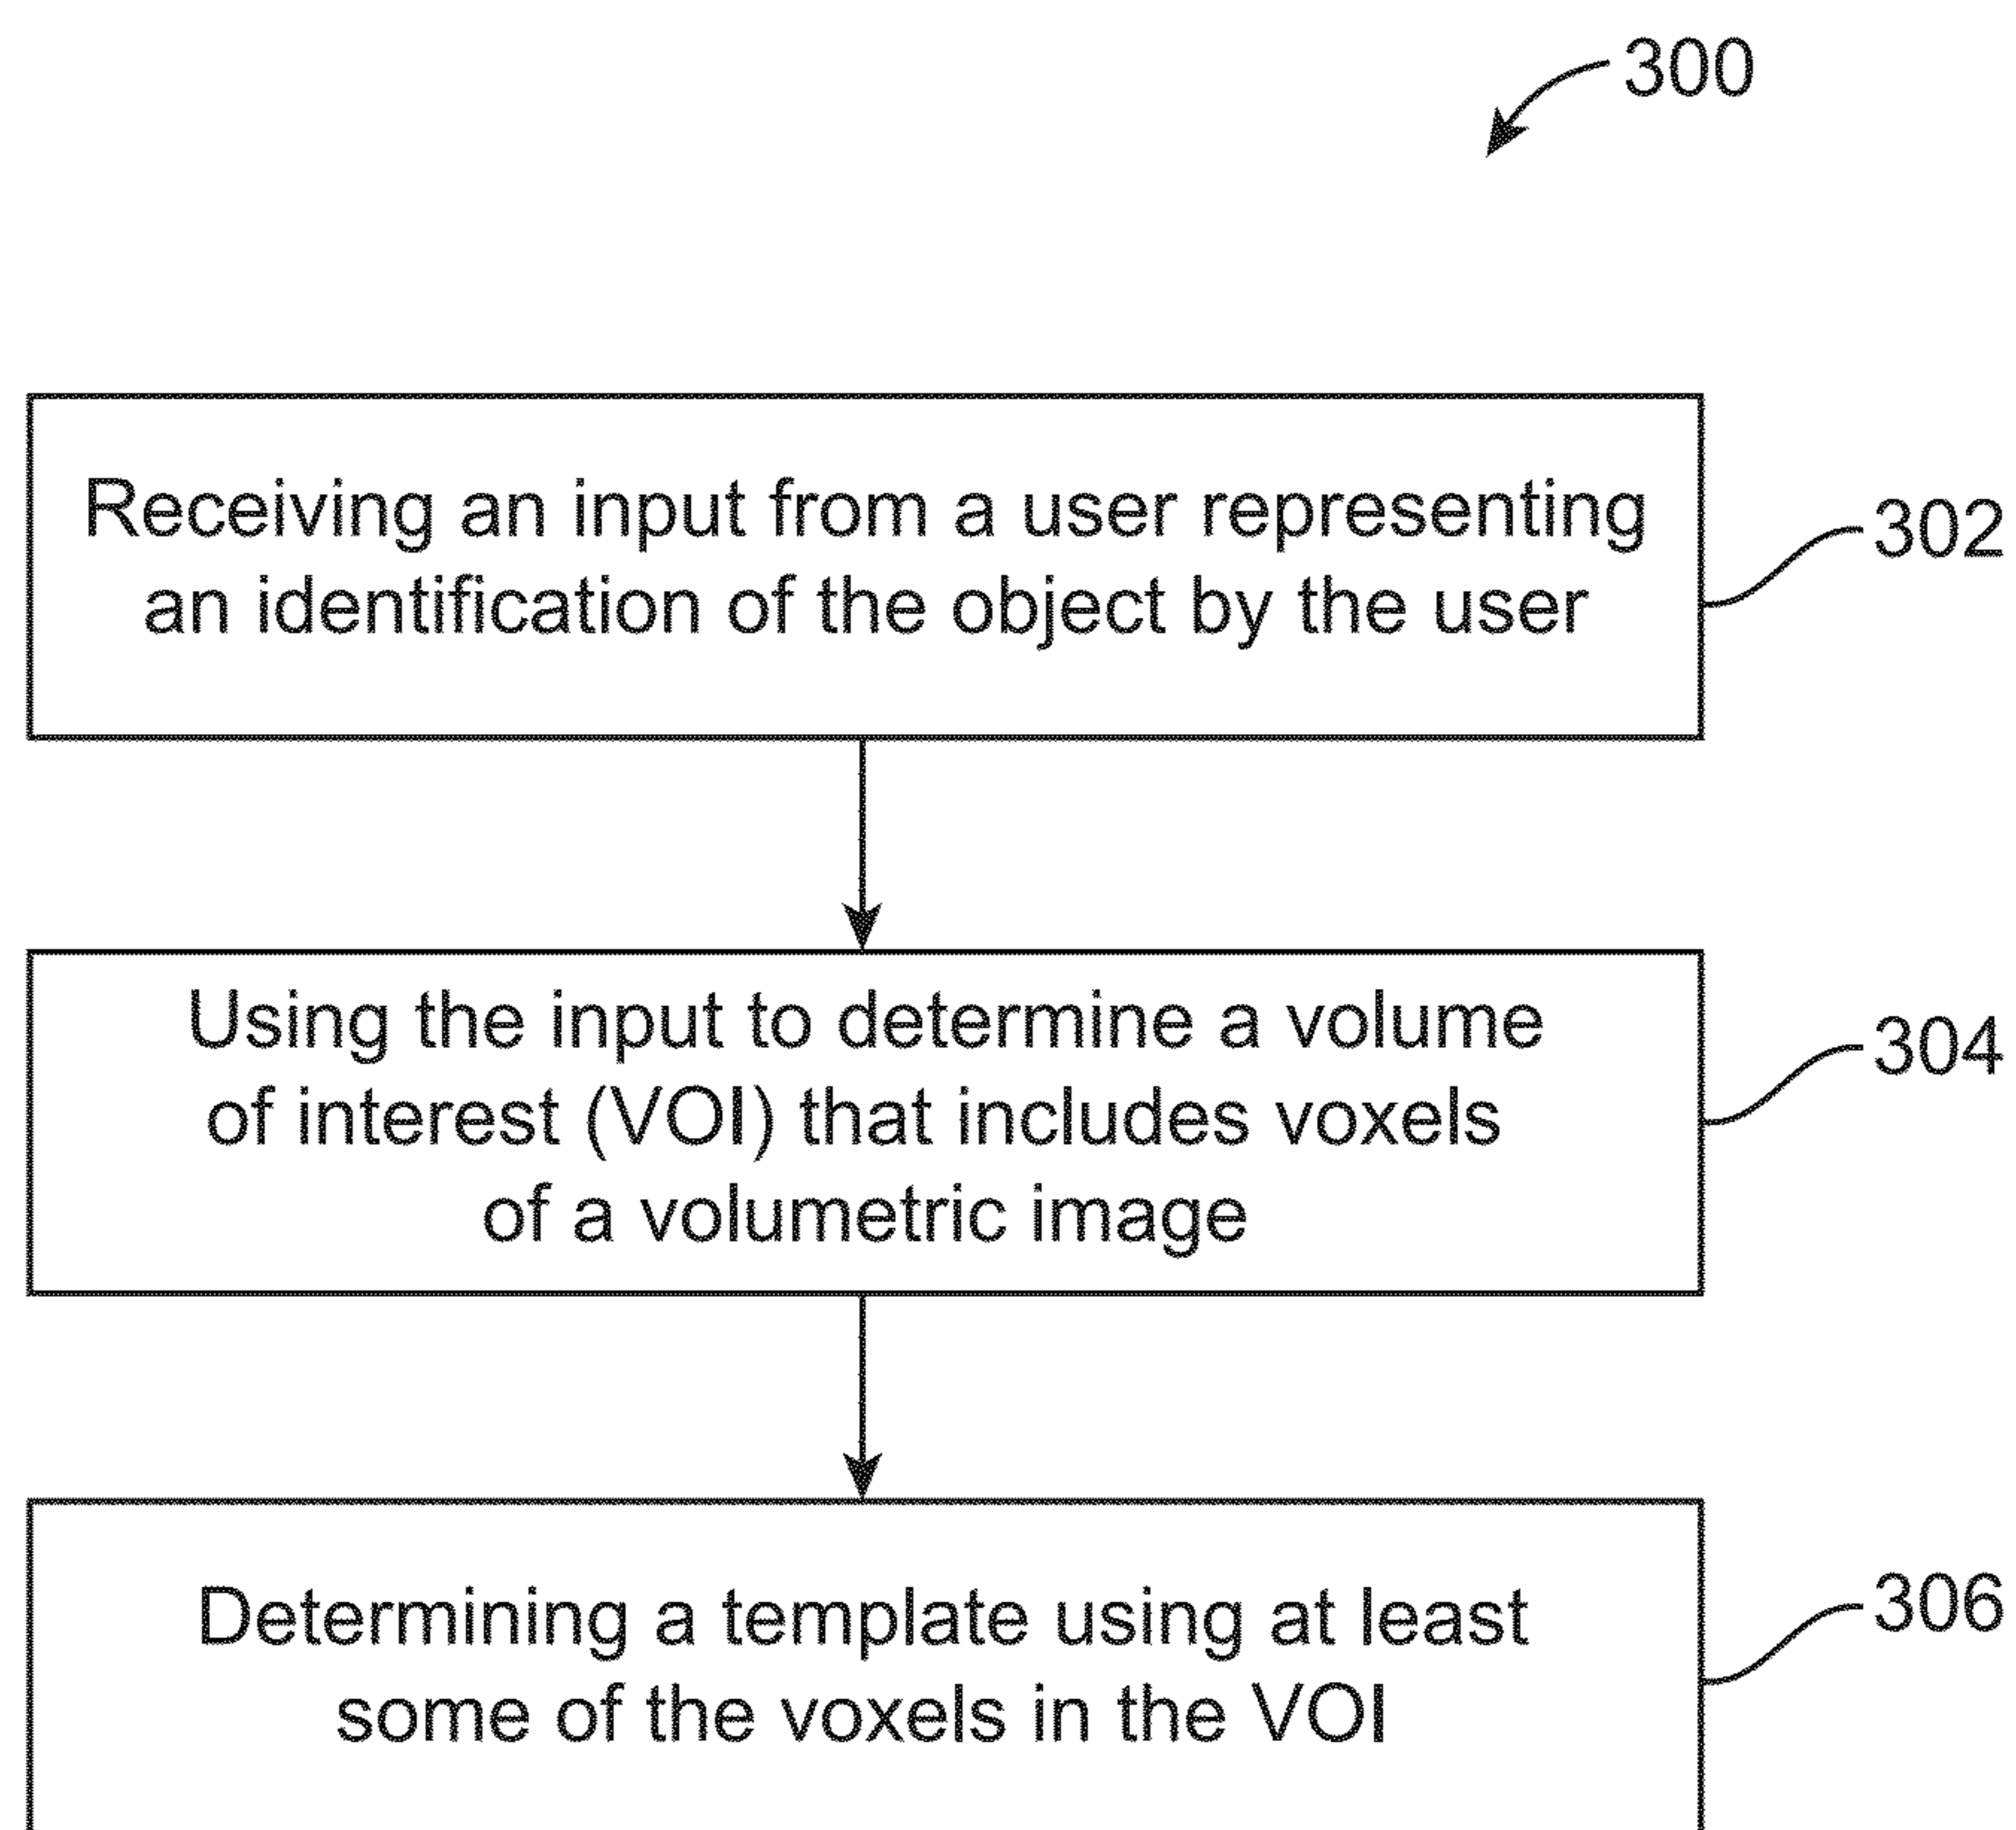 300
Receiving an input from a user representing
an identification of the object by the user
302
Using the input to determine a volume
of interest (VOI) that includes voxels
of a volumetric image
304
Determining a template using at least
some of the voxels in the VOI
306